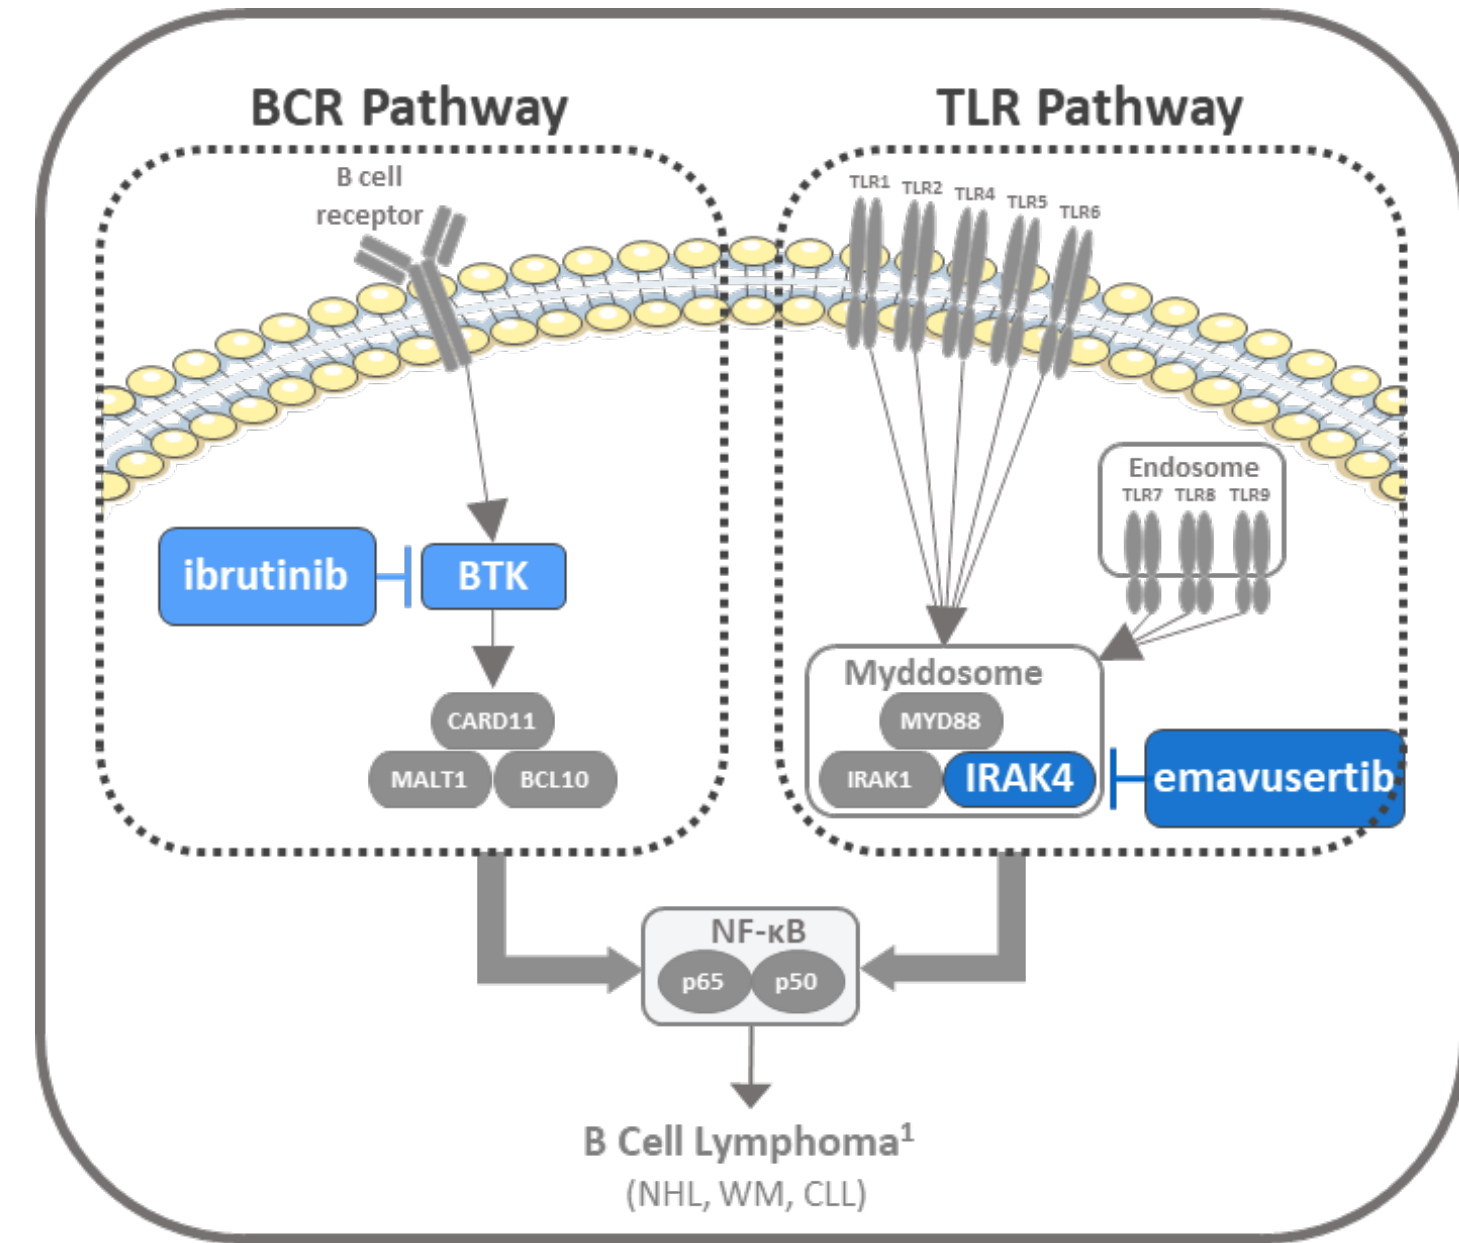 BCR Pathway
TLR Pathway
B cell
receptor
TLR1
TLR2
TLR4
TLR5
TLR6
Endosome
TLR7 TLR8 TLR9
ibrutinib
BTK
Myddosome
CARD11
MYD88
MALT1
BCL10
IRAK1
IRAK4
emavusertib
NF-κB
p65
p50
B Cell Lymphoma¹
(NHL, WM, CLL)